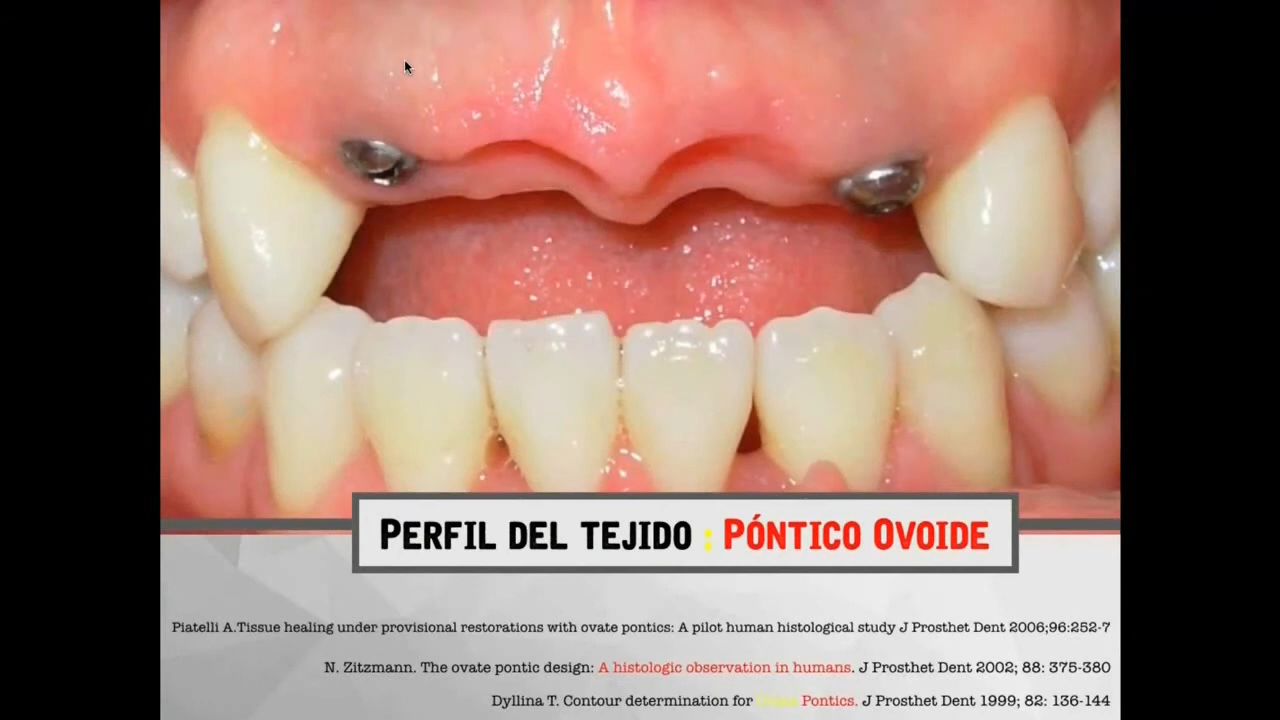 PERFIL DEL TEJIDO : PÓNTICO OVOIDE
Piatelli A.Tissue healing under provisional restorations with ovate pontics: A pilot human histological study J Prosthet Dent 2006;96:252-7
N. Zitzmann. The ovate pontic design: A histologic observation in humans. J Prosthet Dent 2002; 88: 375-380
Dyllina T. Contour determination for Pontics. J Prosthet Dent 1999; 82: 136-144